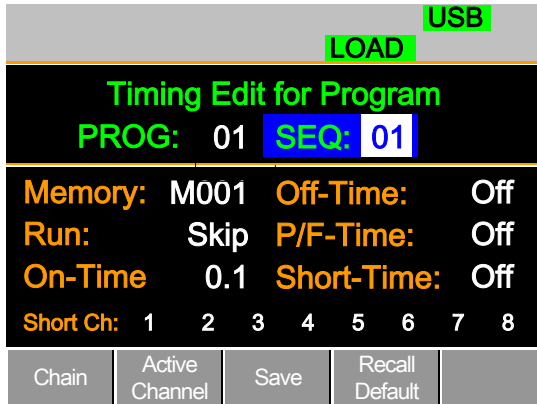 USB
LOAD
Timing Edit for Program
PROG: 01 SEQ: 01
Memory: M001 Off-Time: Off
Run: Skip P/F-Time: Off
On-Time 0.1 Short-Time: Off
Short Ch: 1 2 3 4 5 6 7 8
Chain Active Channel Save Recall Default